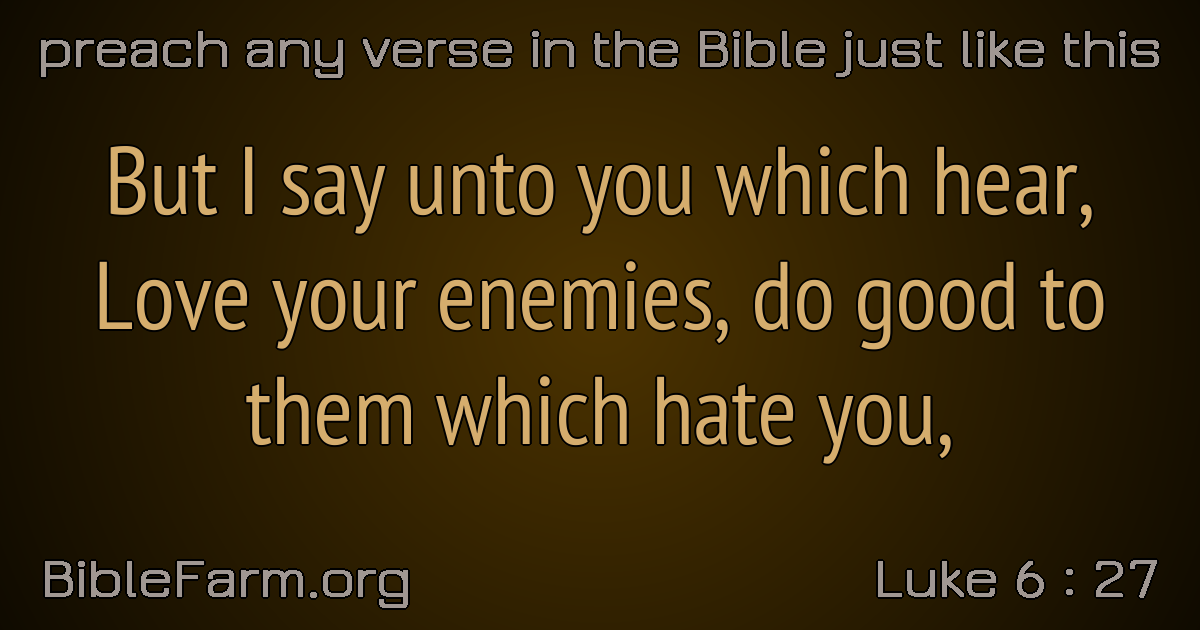 preach any verse in the Bible just like this
But I say unto you which hear,
Love your enemies, do good to
them which hate you,
BibleFarm.org
Luke 6 : 27